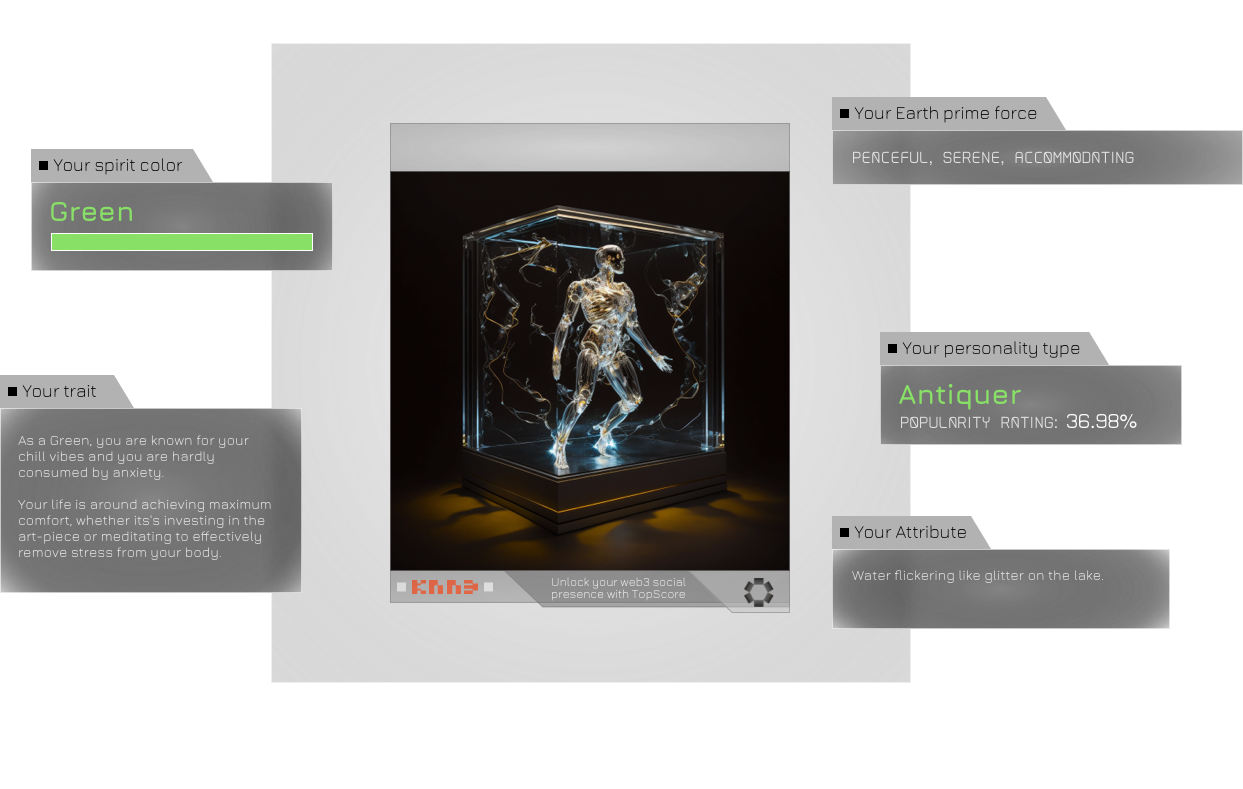 Your spirit color
Green
Your trait
As a Green, you are known for your
chill vibes and you are hardly
consumed by anxiety.
Your life is around achieving maximum
comfort, whether its's investing in the
art-piece or meditating to effectively
remove stress from your body.
KNN3
Unlock your web3 social
presence with TopScore
Your Earth prime force
PEACEFUL, SERENE, ACCOMMODATING
Your personality type
Antiquer
POPULARITY RATING: 36.98%
Your Attribute
Water flickering like glitter on the lake.